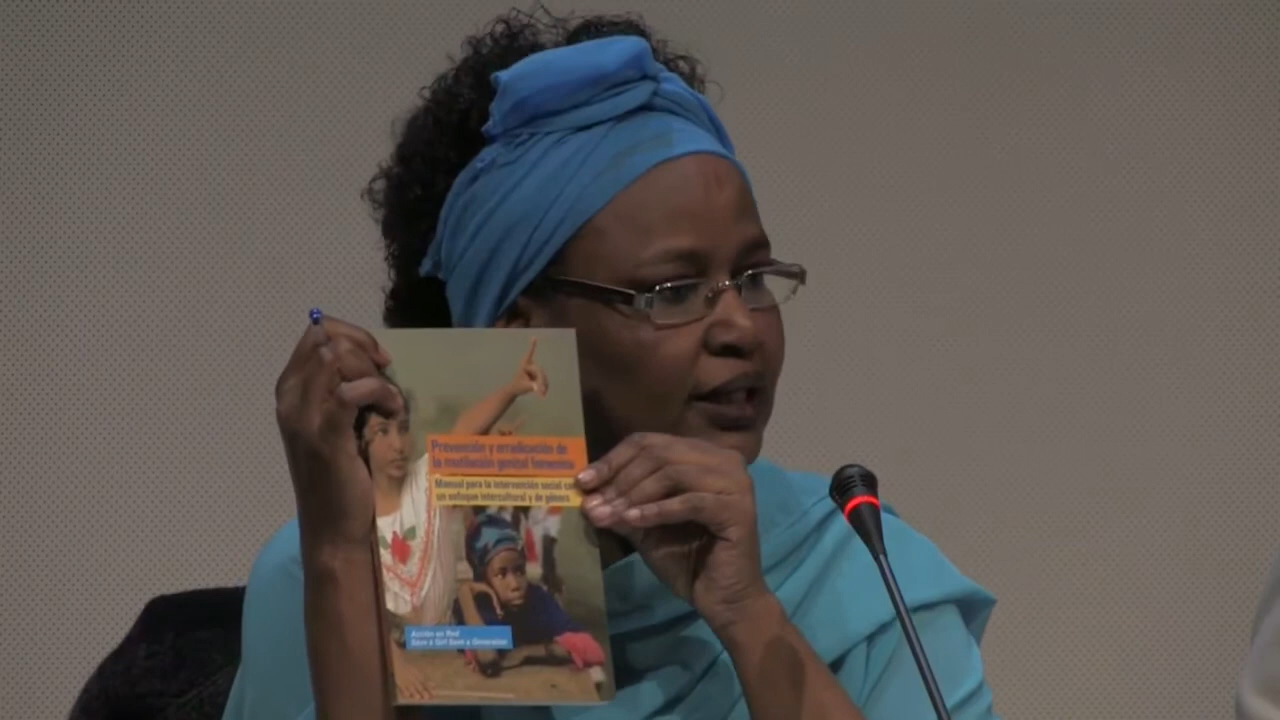 Prevención y erradicación de
la mutilación genital femenina
Manual para la intervención social con
un enfoque intercultural y de género
Acción en Red
Save a Girl Save a Generation